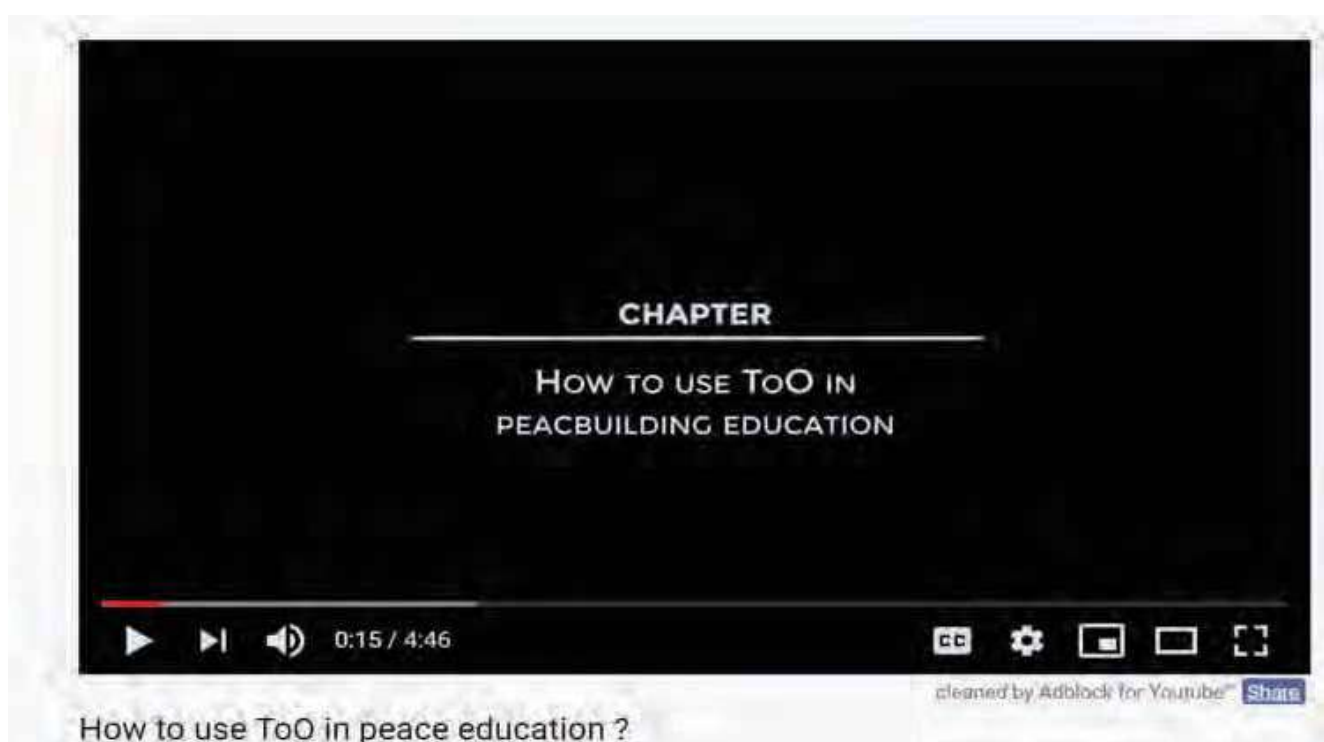 CHAPTER
How to use ToO in
peacbuilding education
0:15 / 4:46
CC
cleaned by Adblock for Youtube™ Share
How to use ToO in peace education ?